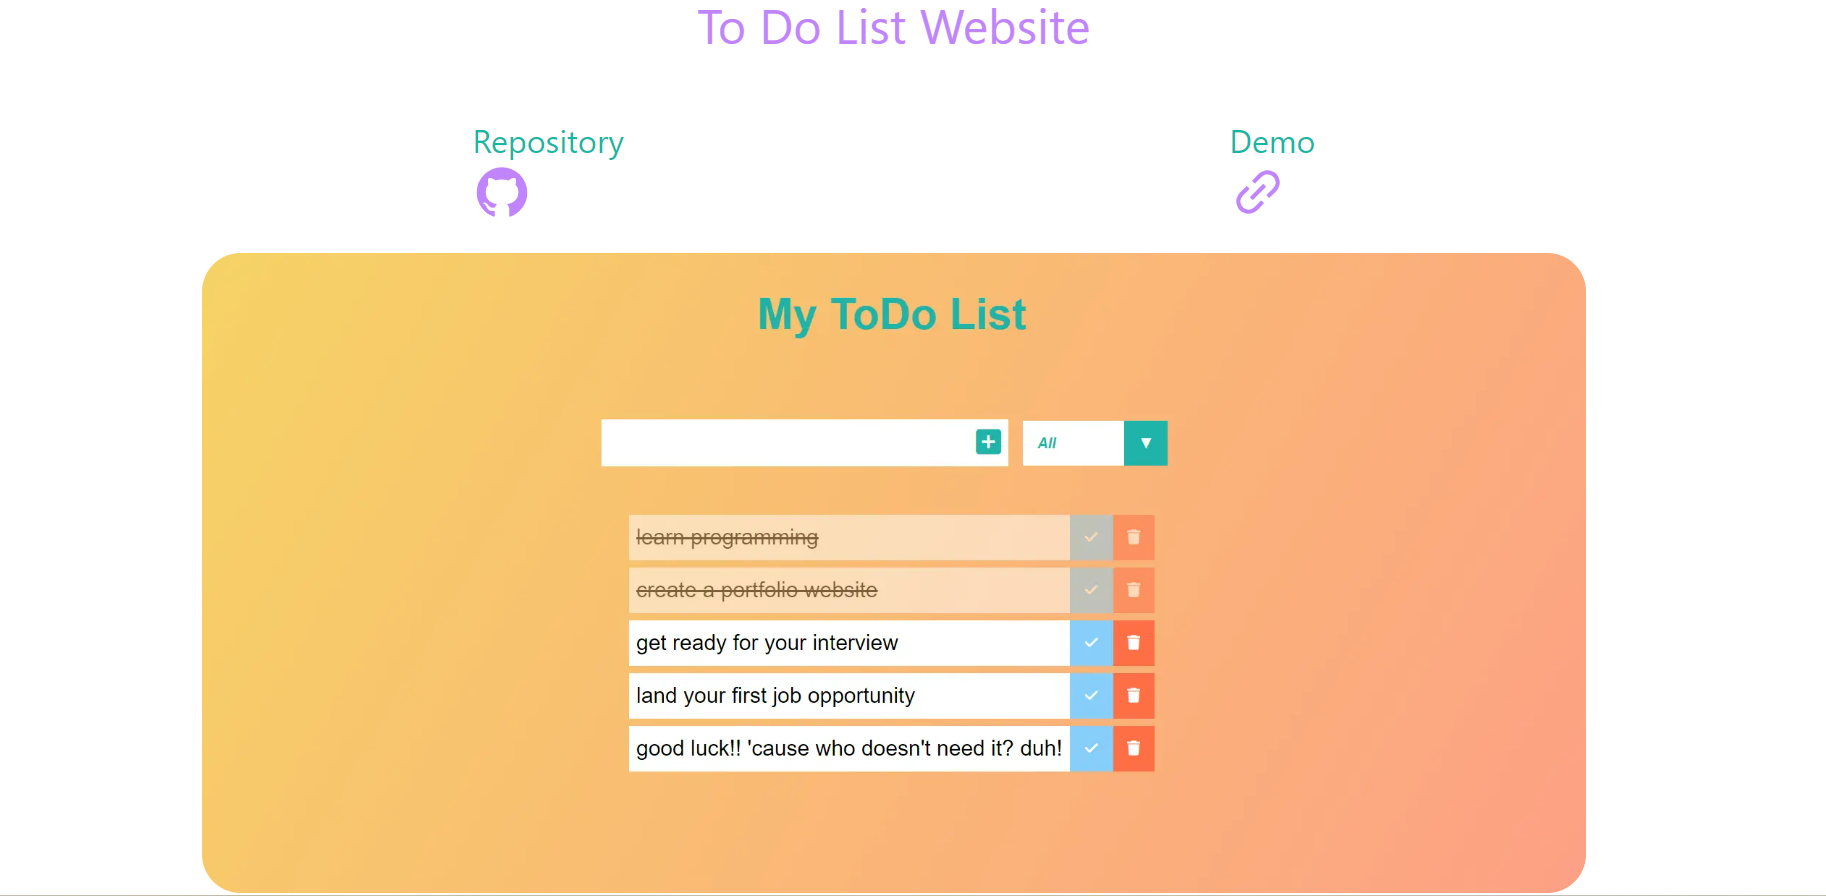 To Do List Website
Repository
Demo
My ToDo List
All
learn programming
create a portfolio website
get ready for your interview
land your first job opportunity
good luck!! 'cause who doesn't need it? duh!